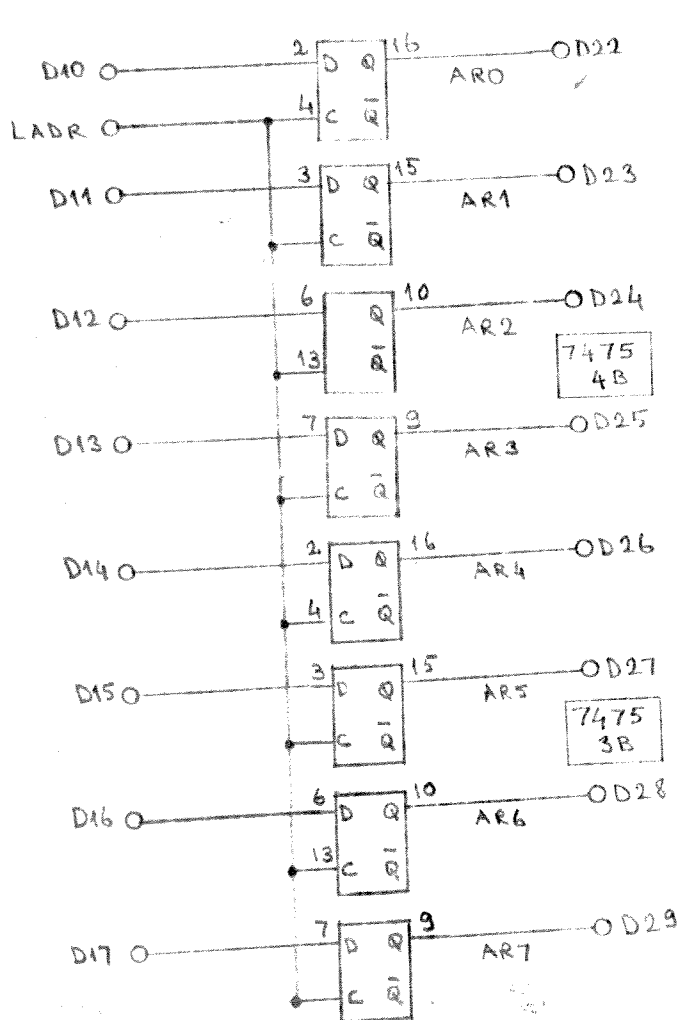 D10 2 D Q 16 D22
AR0
LADR 4 C Q̄
D11 3 D Q 15 D23
AR1
C Q̄
D12 6 Q 10 D24
AR2
13 Q̄
7475
4B
D13 7 D Q 9 D25
AR3
C Q̄
D14 2 D Q 16 D26
AR4
4 C Q̄
D15 3 D Q 15 D27
AR5
C Q̄
7475
3B
D16 6 D Q 10 D28
AR6
13 C Q̄
D17 7 D Q 9 D29
AR7
C Q̄